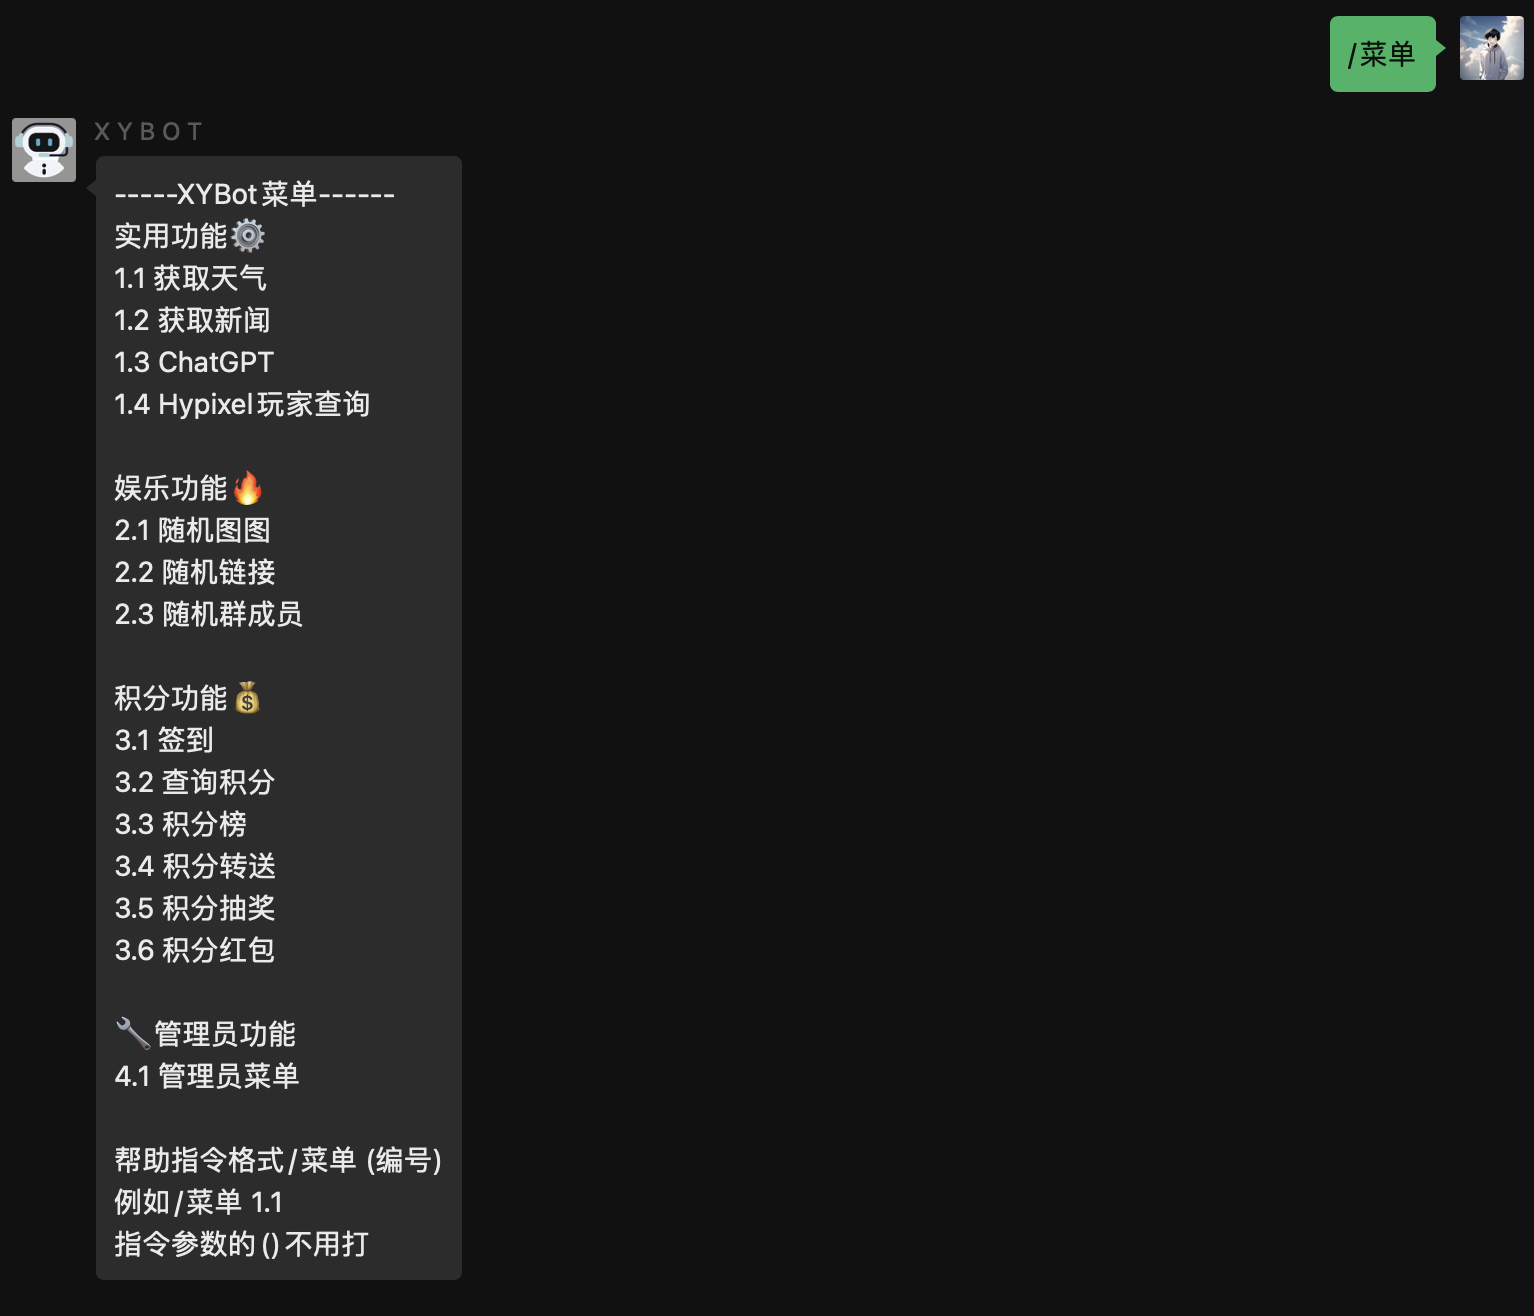 /菜单
XYBOT
-----XYBot菜单------
实用功能⚙️
1.1 获取天气
1.2 获取新闻
1.3 ChatGPT
1.4 Hypixel玩家查询
娱乐功能🔥
2.1 随机图图
2.2 随机链接
2.3 随机群成员
积分功能💰
3.1 签到
3.2 查询积分
3.3 积分榜
3.4 积分转送
3.5 积分抽奖
3.6 积分红包
🔧管理员功能
4.1 管理员菜单
帮助指令格式/菜单 (编号)
例如/菜单 1.1
指令参数的()不用打